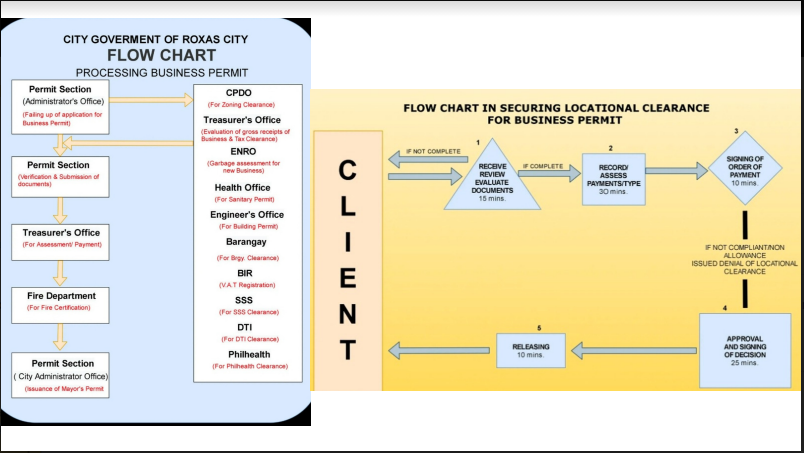 CITY GOVERMENT OF ROXAS CITY
FLOW CHART
PROCESSING BUSINESS PERMIT
Permit Section
(Administrator's Office)
(Failing up of application for
Business Permit)
Permit Section
(Verification & Submission of
documents)
Treasurer's Office
(For Assessment/ Payment)
Fire Department
(For Fire Certification)
Permit Section
( City Administrator Office)
(Issuance of Mayor's Permit
CPDO
(For Zoning Clearance)
Treasurer's Office
(Evaluation of gross receipts of
Business & Tax Clearance)
ENRO
(Garbage assessment for
new Business)
Health Office
(For Sanitary Permit)
Engineer's Office
(For Building Permit)
Barangay
(For Brgy. Clearance)
BIR
(V.A.T Registration)
SSS
(For SSS Clearance)
DTI
(For DTI Clearance)
Philhealth
(For Philhealth Clearance)
FLOW CHART IN SECURING LOCATIONAL CLEARANCE
FOR BUSINESS PERMIT
C
L
I
E
N
T
IF NOT COMPLETE
1
RECEIVE
REVIEW
EVALUATE
DOCUMENTS
15 mins.
IF COMPLETE
2
RECORD/
ASSESS
PAYMENTS/TYPE
30 mins.
3
SIGNING OF
ORDER OF
PAYMENT
10 mins.
IF NOT COMPLIANT/NON
ALLOWANCE
ISSUED DENIAL OF LOCATIONAL
CLEARANCE
4
APPROVAL
AND SIGNING
OF DECISION
25 mins.
5
RELEASING
10 mins.